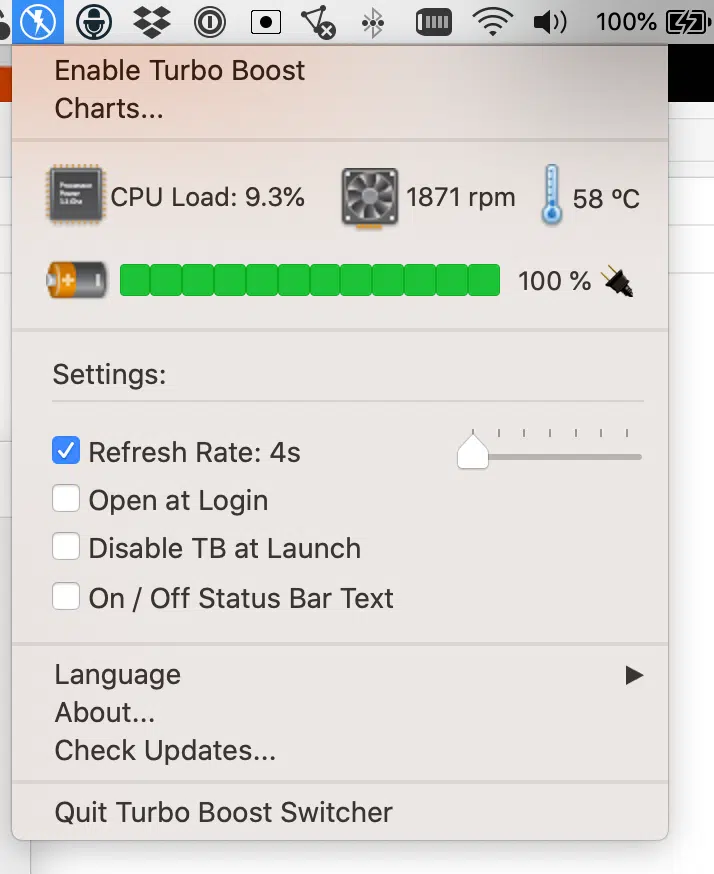 100%
Enable Turbo Boost
Charts...
CPU Load: 9.3% 1871 rpm 58 ºC
100 %
Settings:
Refresh Rate: 4s
Open at Login
Disable TB at Launch
On / Off Status Bar Text
Language
About...
Check Updates...
Quit Turbo Boost Switcher